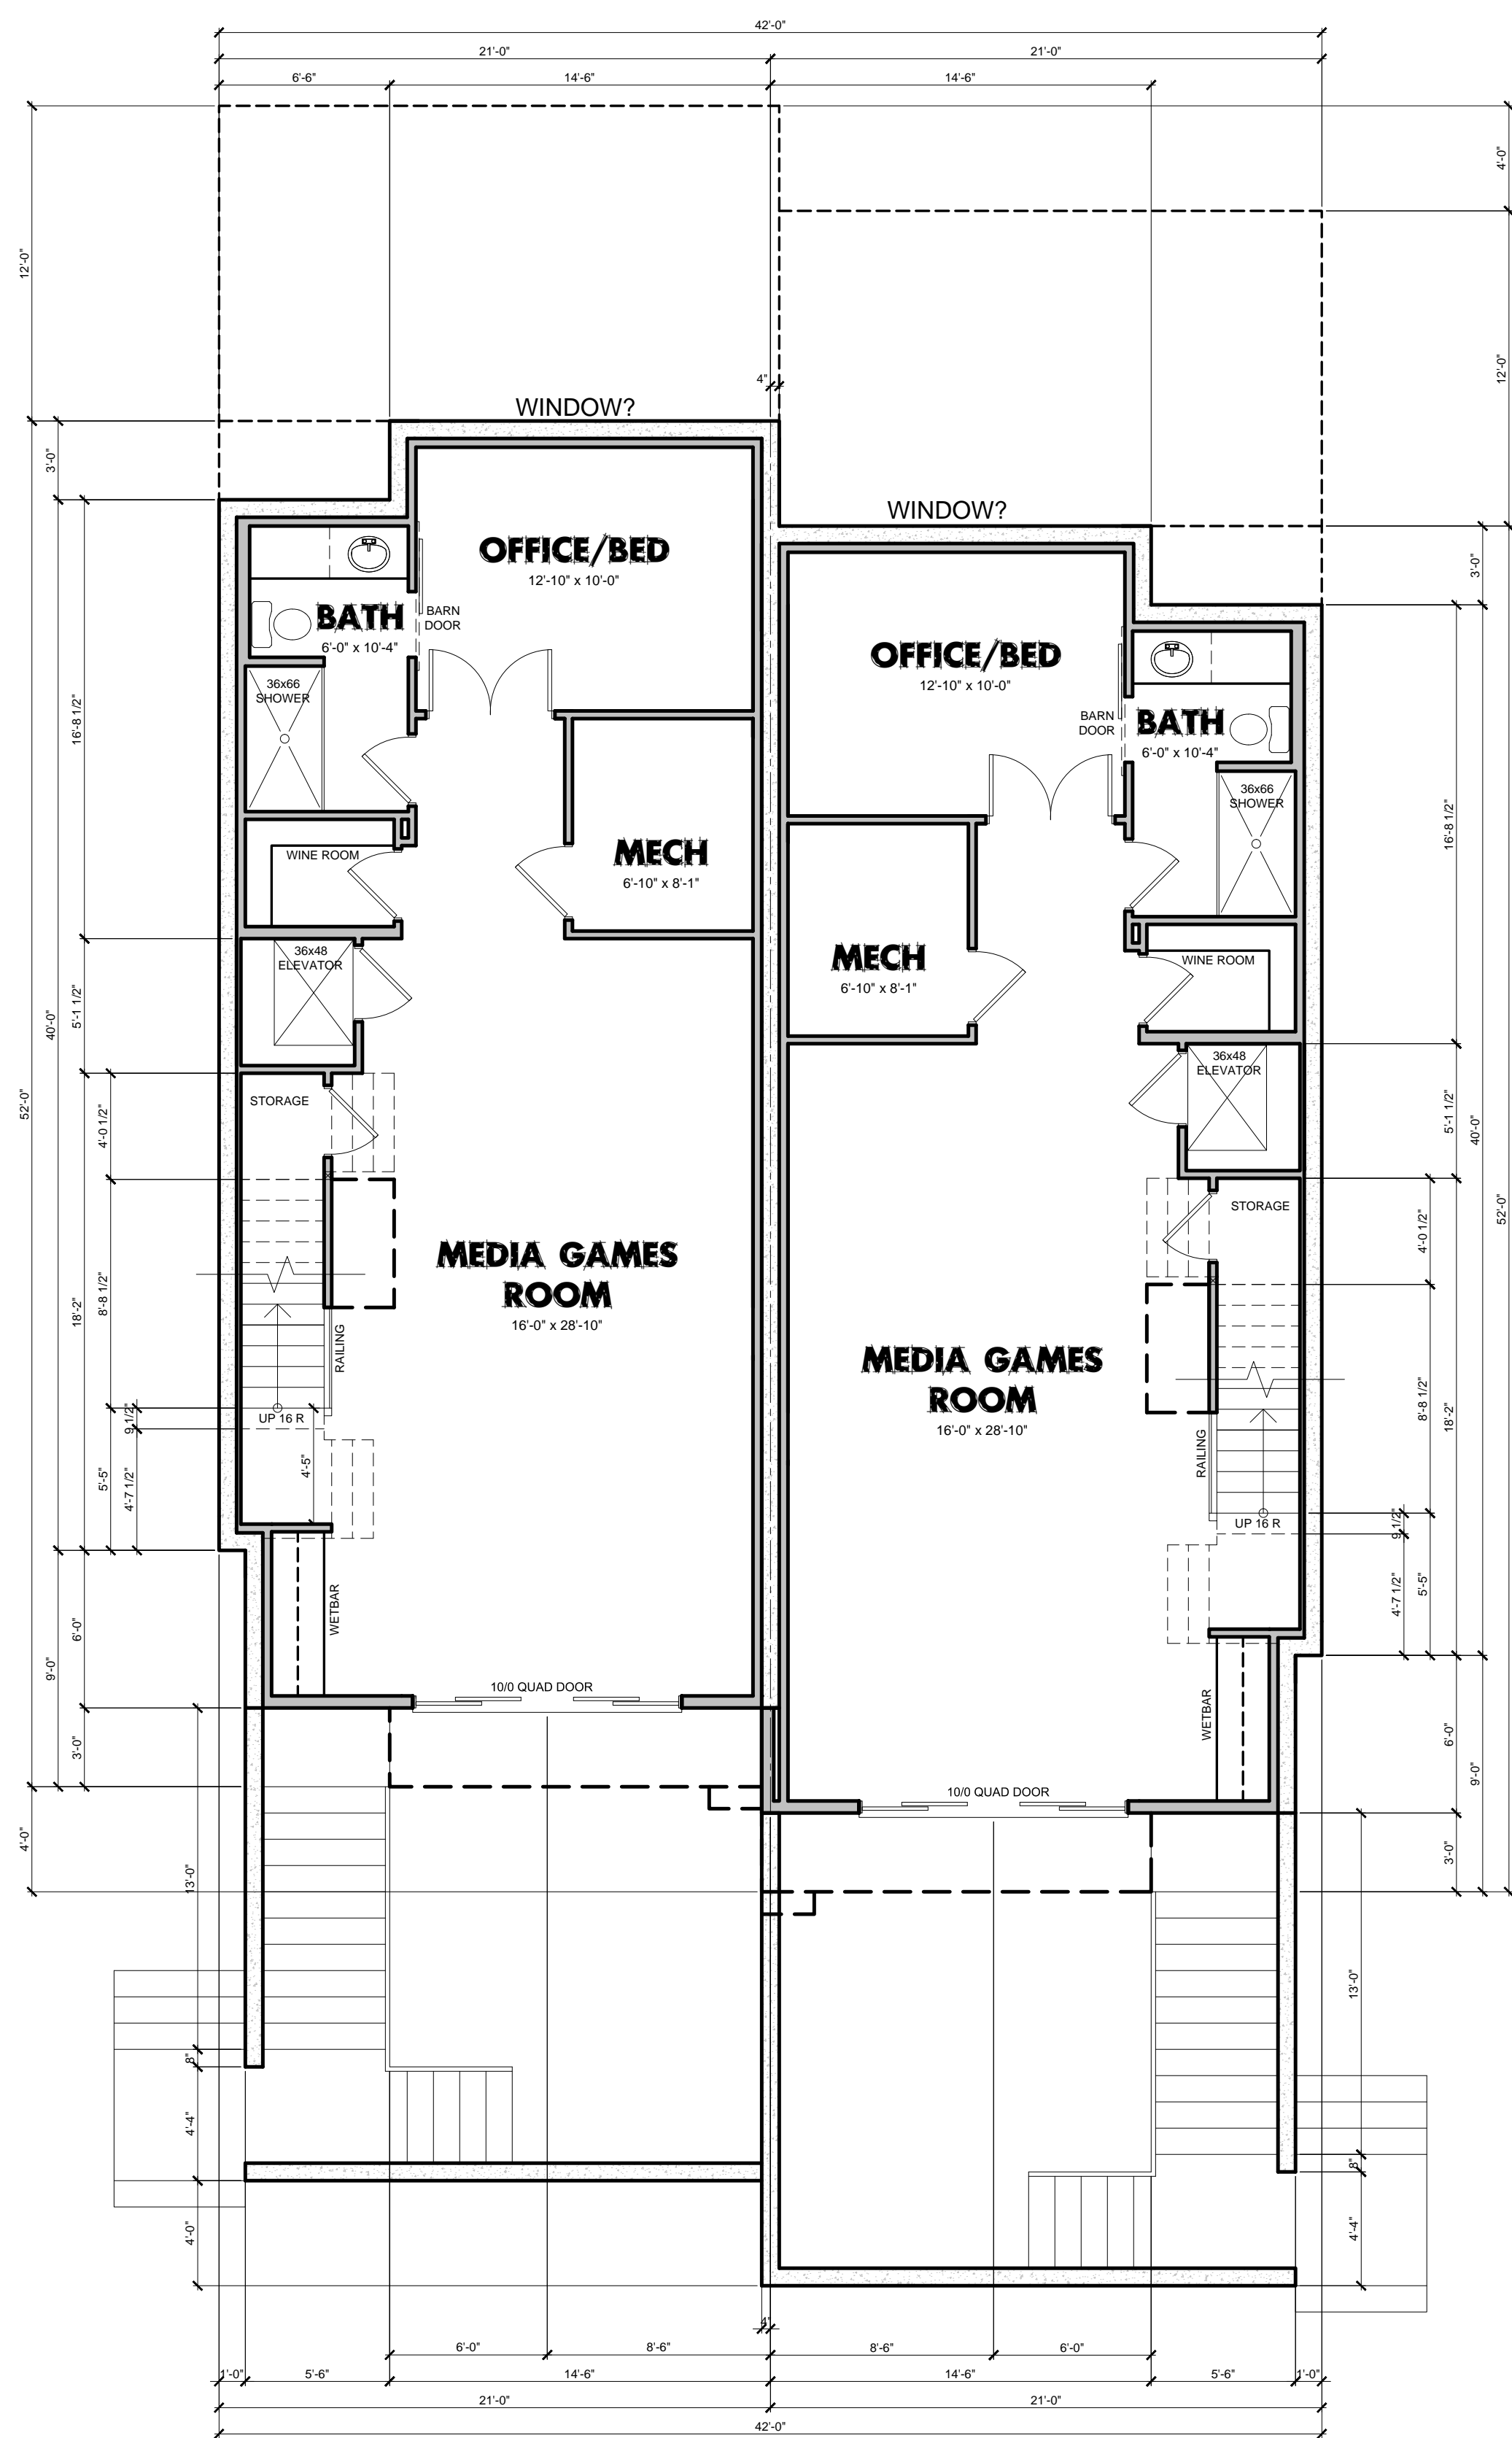 42'-0"
21'-0" 21'-0"
6'-6" 14'-6" 14'-6"
4'-0"
12'-0"
12'-0"
4"
WINDOW?
3'-0"
WINDOW?
OFFICE/BED
12'-10" x 10'-0"
3'-0"
BATH
6'-0" x 10'-4"
BARN
DOOR
OFFICE/BED
12'-10" x 10'-0"
36x66
SHOWER
BARN
DOOR
BATH
6'-0" x 10'-4"
16'-8 1/2"
36x66
SHOWER
16'-8 1/2"
WINE ROOM
MECH
6'-10" x 8'-1"
36x48
ELEVATOR
MECH
6'-10" x 8'-1"
WINE ROOM
5'-1 1/2"
40'-0"
36x48
ELEVATOR
52'-0"
STORAGE
4'-0 1/2"
5'-1 1/2"
40'-0"
STORAGE
52'-0"
4'-0 1/2"
MEDIA GAMES
ROOM
16'-0" x 28'-10"
8'-8 1/2"
18'-2"
RAILING
MEDIA GAMES
ROOM
16'-0" x 28'-10"
8'-8 1/2"
18'-2"
UP 16 R
9 1/2"
RAILING
4'-5"
5'-5"
4'-7 1/2"
UP 16 R
9 1/2"
5'-5"
4'-7 1/2"
WETBAR
6'-0"
9'-0"
10/0 QUAD DOOR
WETBAR
6'-0"
3'-0"
9'-0"
10/0 QUAD DOOR
4'-0"
3'-0"
13'-0"
13'-0"
8"
4'-4"
8"
4'-0"
4'-4"
4"
6'-0" 8'-6" 8'-6" 6'-0"
1'-0" 5'-6" 14'-6" 14'-6" 5'-6" 1'-0"
21'-0" 21'-0"
42'-0"